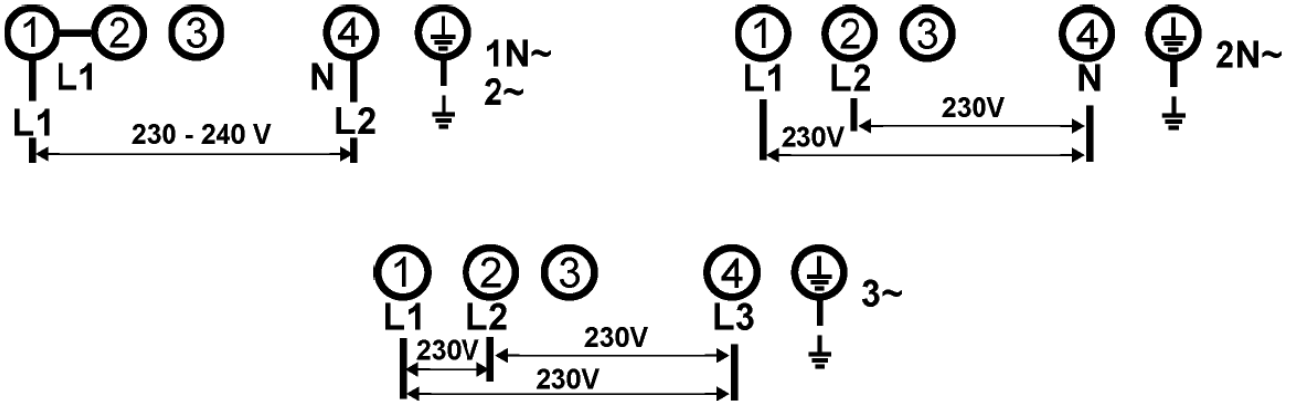 1 2 3 4 1N~
L1 N 2~
L1 L2
230 - 240 V
1 2 3 4 2N~
L1 L2 N
230V
230V
1 2 3 4 3~
L1 L2 L3
230V 230V
230V